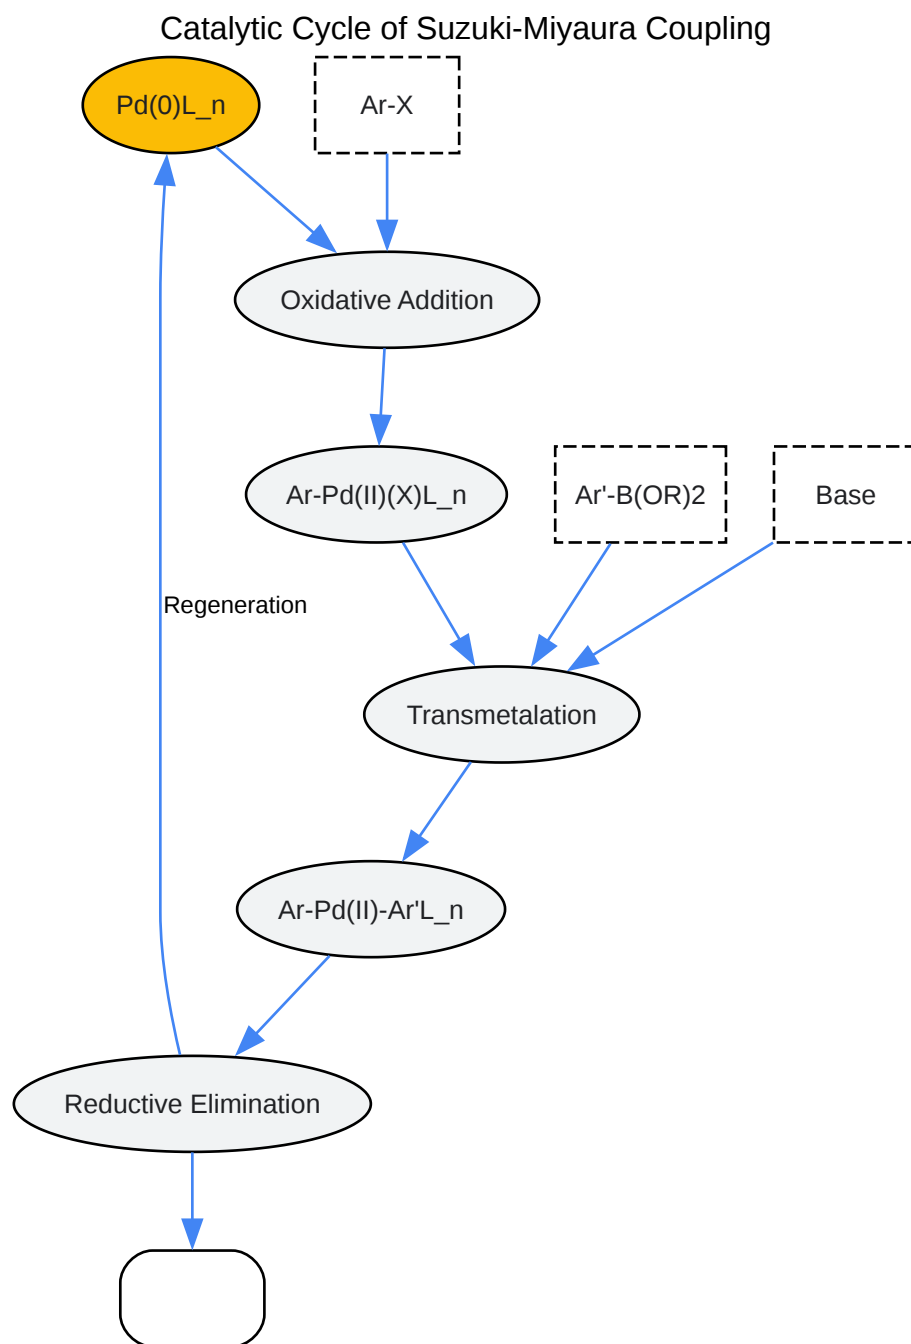 Catalytic Cycle of Suzuki-Miyaura Coupling
Pd(0)L_n
Ar-X
Oxidative Addition
Ar-Pd(II)(X)L_n
Ar'-B(OR)2
Base
Regeneration
Transmetalation
Ar-Pd(II)-Ar'L_n
Reductive Elimination